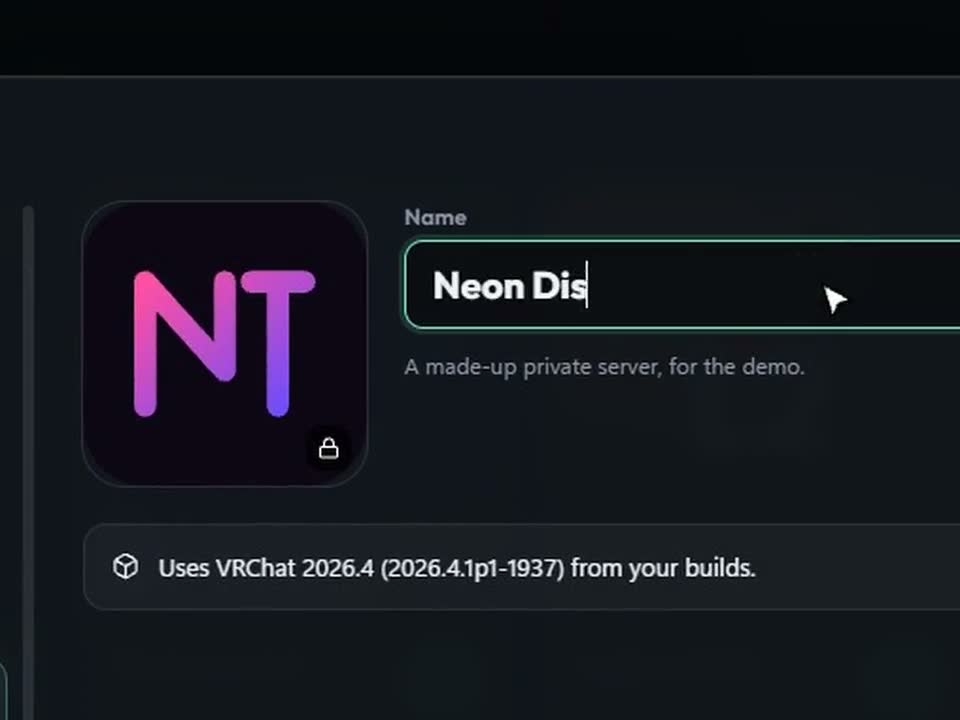 NT
Name
Neon Dis
A made-up private server, for the demo.
Uses VRChat 2026.4 (2026.4.1p1-1937) from your builds.